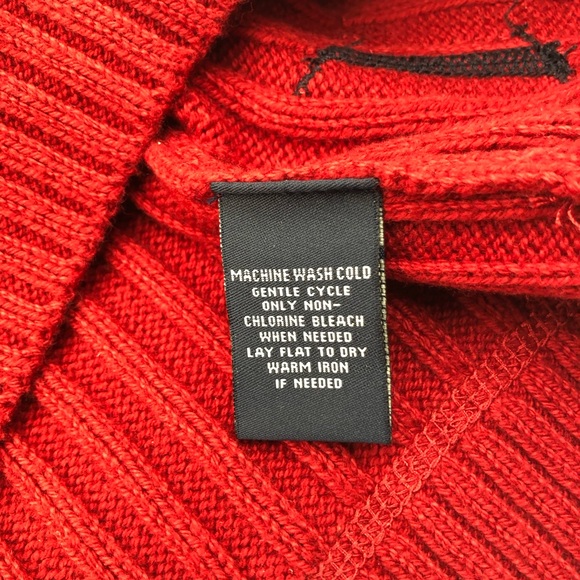 MACHINE WASH COLD
GENTLE CYCLE
ONLY NON-
CHLORINE BLEACH
WHEN NEEDED
LAY FLAT TO DRY
WARM IRON
IF NEEDED